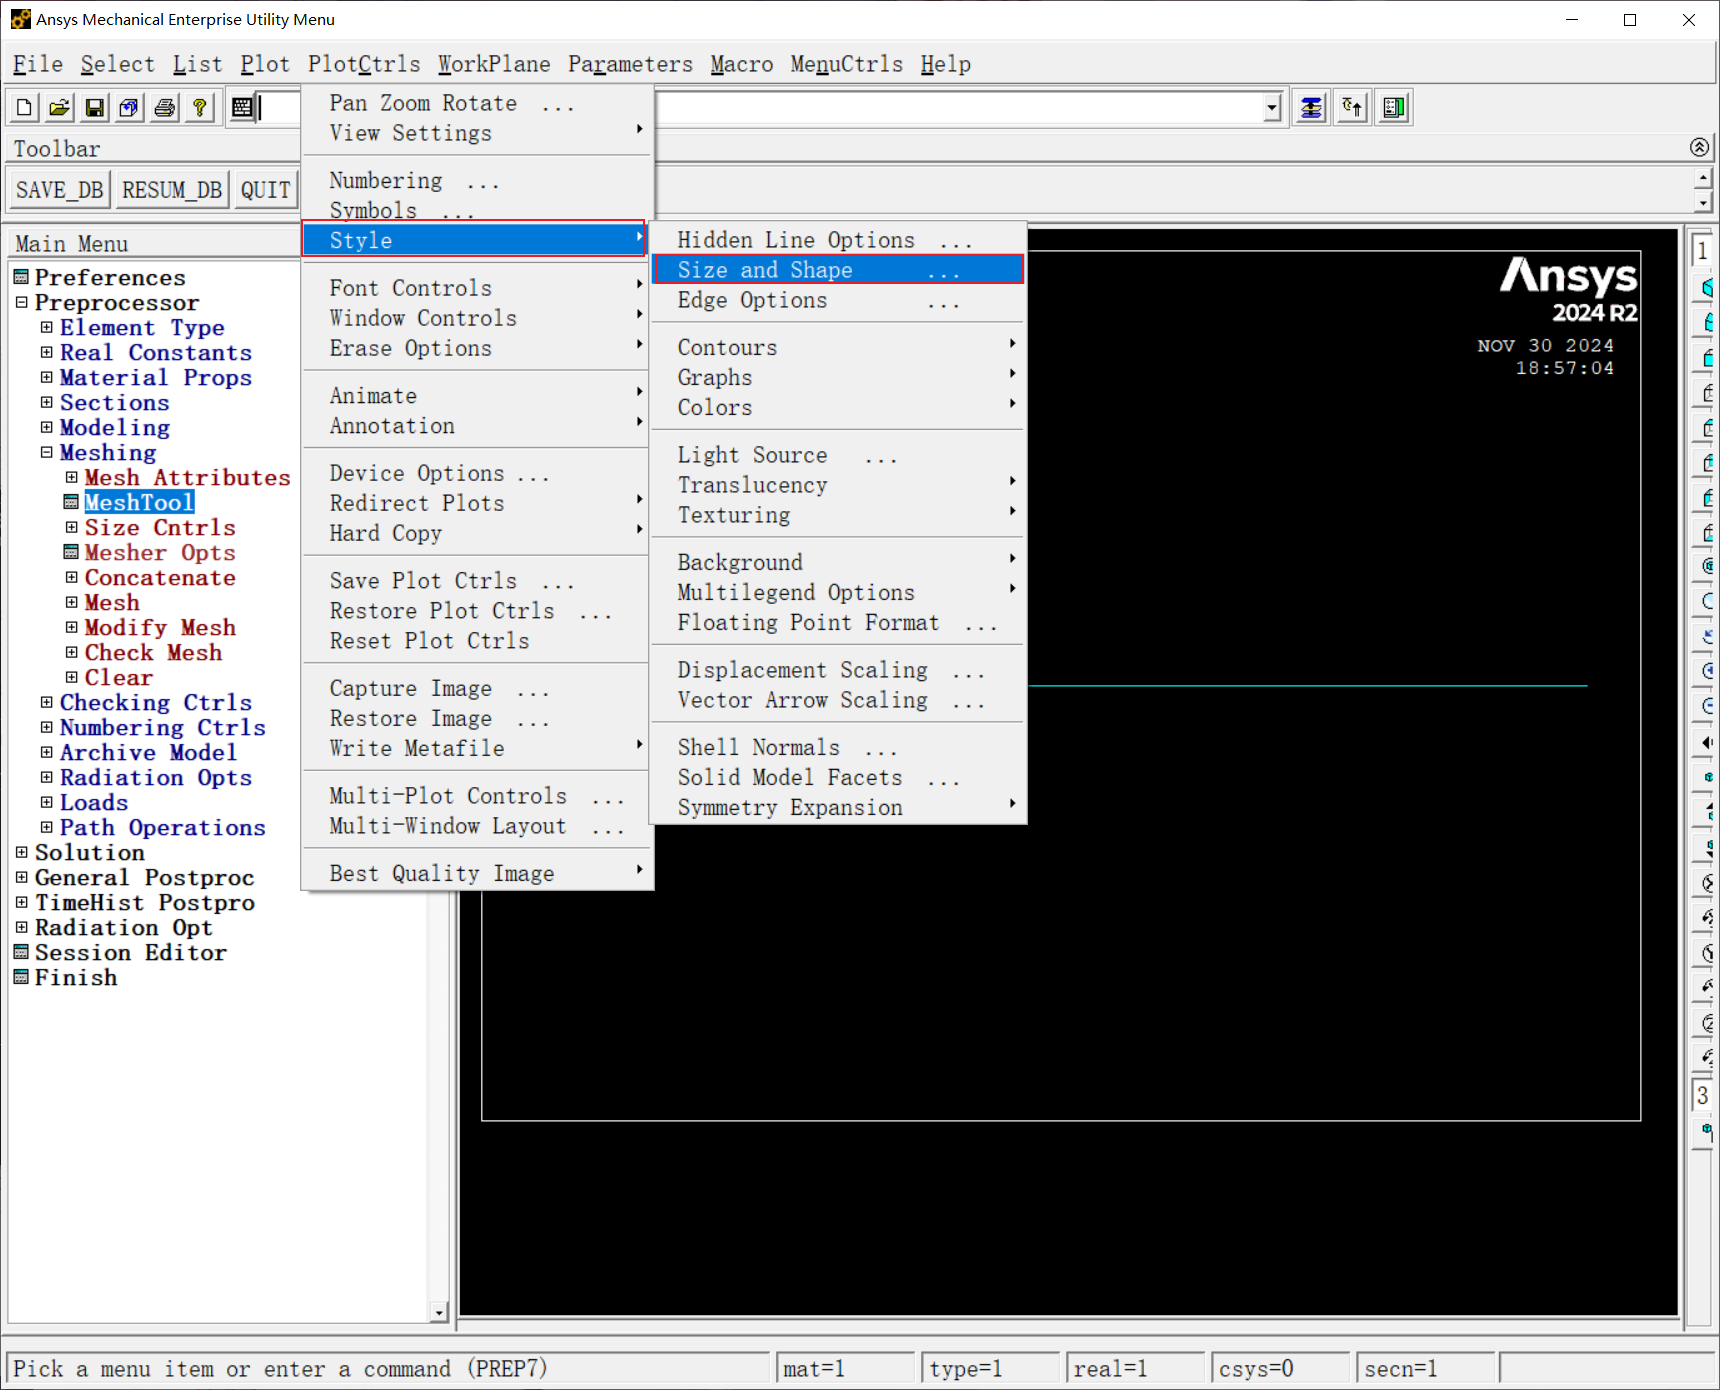 Ansys Mechanical Enterprise Utility Menu
File Select List Plot PlotCtrls WorkPlane Parameters Macro MenuCtrls Help
Toolbar
SAVE_DB RESUM_DB QUIT
Main Menu
Preferences
Preprocessor
Element Type
Real Constants
Material Props
Sections
Modeling
Meshing
Mesh Attributes
MeshTool
Size Cntrls
Mesher Opts
Concatenate
Mesh
Modify Mesh
Check Mesh
Clear
Checking Ctrls
Numbering Ctrls
Archive Model
Radiation Opts
Loads
Path Operations
Solution
General Postproc
TimeHist Postpro
Radiation Opt
Session Editor
Finish
Pan Zoom Rotate ...
View Settings
Numbering ...
Symbols ...
Style
Font Controls
Window Controls
Erase Options
Animate
Annotation
Device Options ...
Redirect Plots
Hard Copy
Save Plot Ctrls ...
Restore Plot Ctrls ...
Reset Plot Ctrls
Capture Image ...
Restore Image ...
Write Metafile
Multi-Plot Controls ...
Multi-Window Layout ...
Best Quality Image
Hidden Line Options ...
Size and Shape ...
Edge Options ...
Contours
Graphs
Colors
Light Source ...
Translucency
Texturing
Background
Multilegend Options
Floating Point Format ...
Displacement Scaling ...
Vector Arrow Scaling ...
Shell Normals ...
Solid Model Facets ...
Symmetry Expansion
Ansys
2024 R2
NOV 30 2024
18:57:04
1
3
Pick a menu item or enter a command (PREP7) mat=1 type=1 real=1 csys=0 secn=1